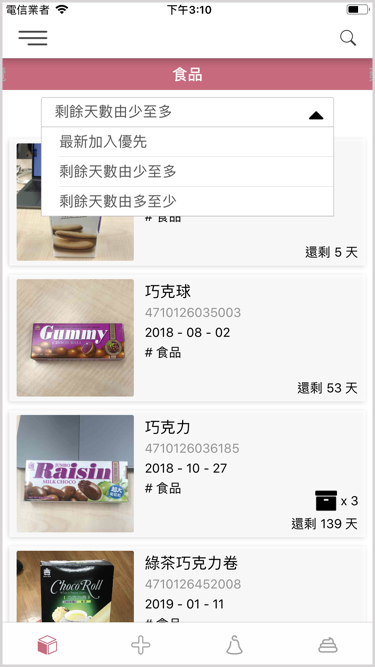 電信業者
下午3:10
食品
剩餘天數由少至多
最新加入優先
剩餘天數由少至多
剩餘天數由多至少
# 食品
還剩 5 天
Gummy
巧克球
4710126035003
2018 - 08 - 02
# 食品
還剩 53 天
JUMBO
Raisin
MILK CHOCO
巧克力
4710126036185
2018 - 10 - 27
# 食品
x 3
還剩 139 天
Choco Roll
綠茶巧克力卷
4710126452008
2019 - 01 - 11
# 食品